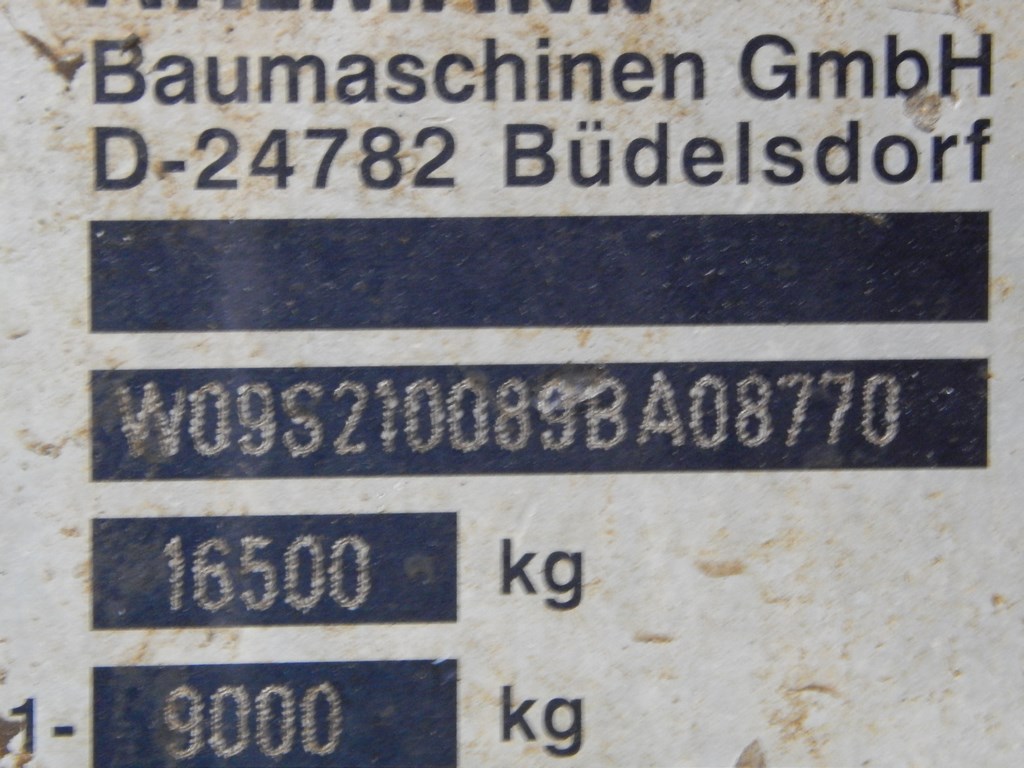 Baumaschinen GmbH
D-24782 Büdelsdorf
W09S210089BA08770
16500 kg
1- 9000 kg